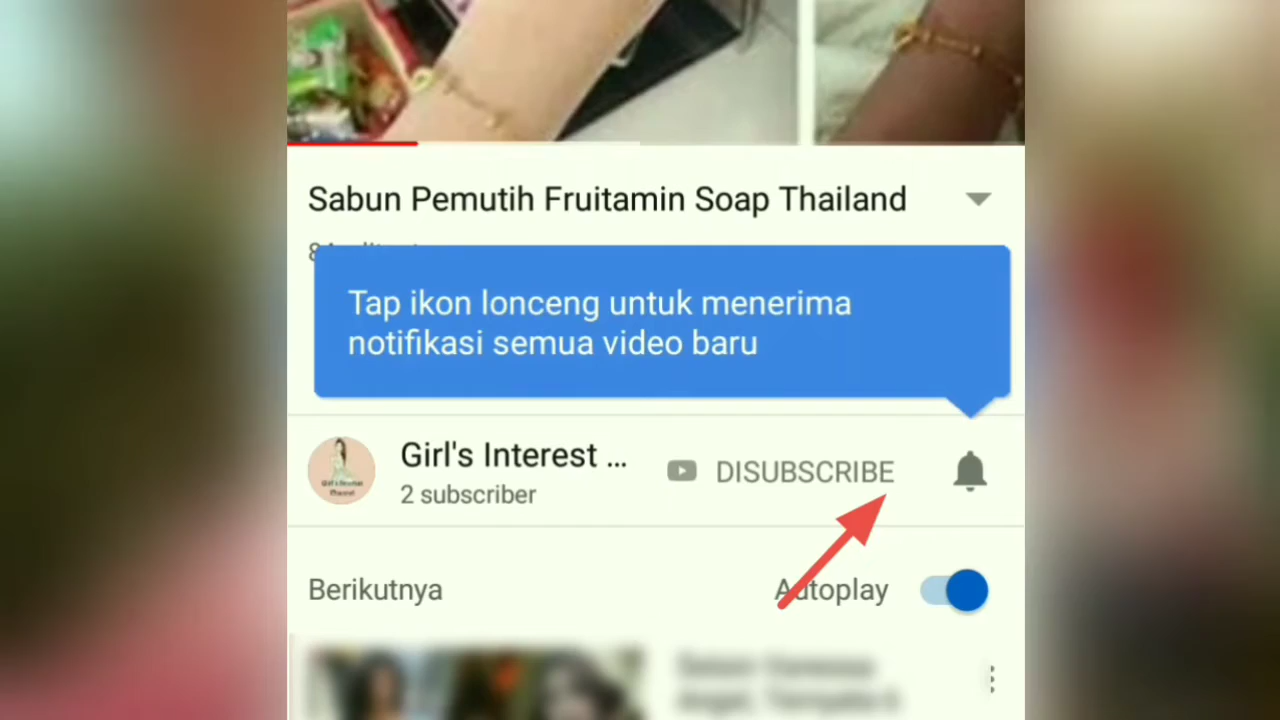 Sabun Pemutih Fruitamin Soap Thailand
Tap ikon lonceng untuk menerima
notifikasi semua video baru
Girl's Interest ...
DISUBSCRIBE
2 subscriber
Berikutnya
Autoplay